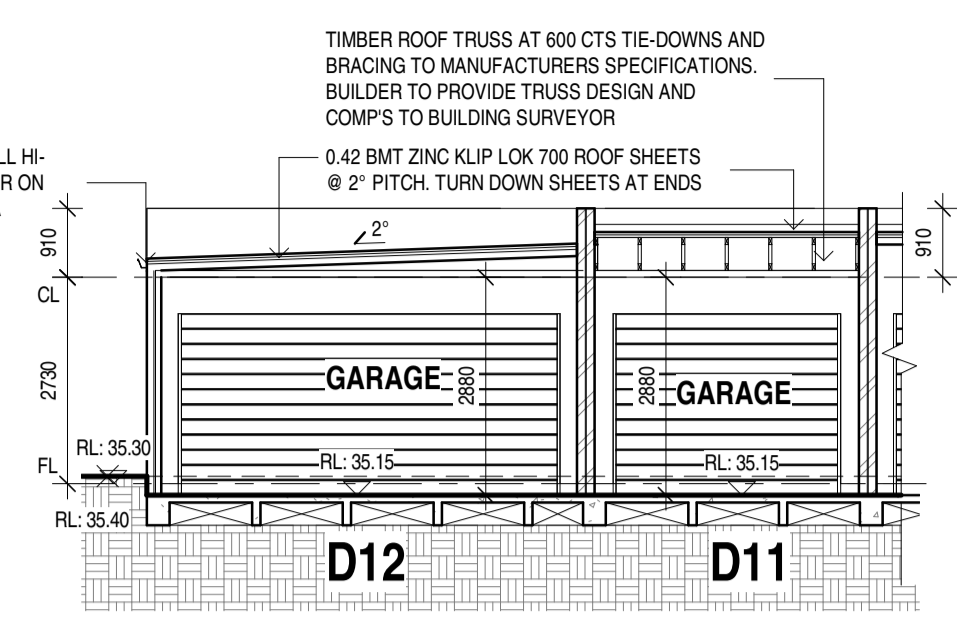 TIMBER ROOF TRUSS AT 600 CTS TIE-DOWNS AND
BRACING TO MANUFACTURERS SPECIFICATIONS.
BUILDER TO PROVIDE TRUSS DESIGN AND
COMP'S TO BUILDING SURVEYOR
LL HI-
R ON
0.42 BMT ZINC KLIP LOK 700 ROOF SHEETS
@ 2° PITCH. TURN DOWN SHEETS AT ENDS
910
2°
910
CL
2730
GARAGE
2880
2880
GARAGE
RL: 35.30
FL
RL: 35.15
RL: 35.15
RL: 35.40
D12
D11